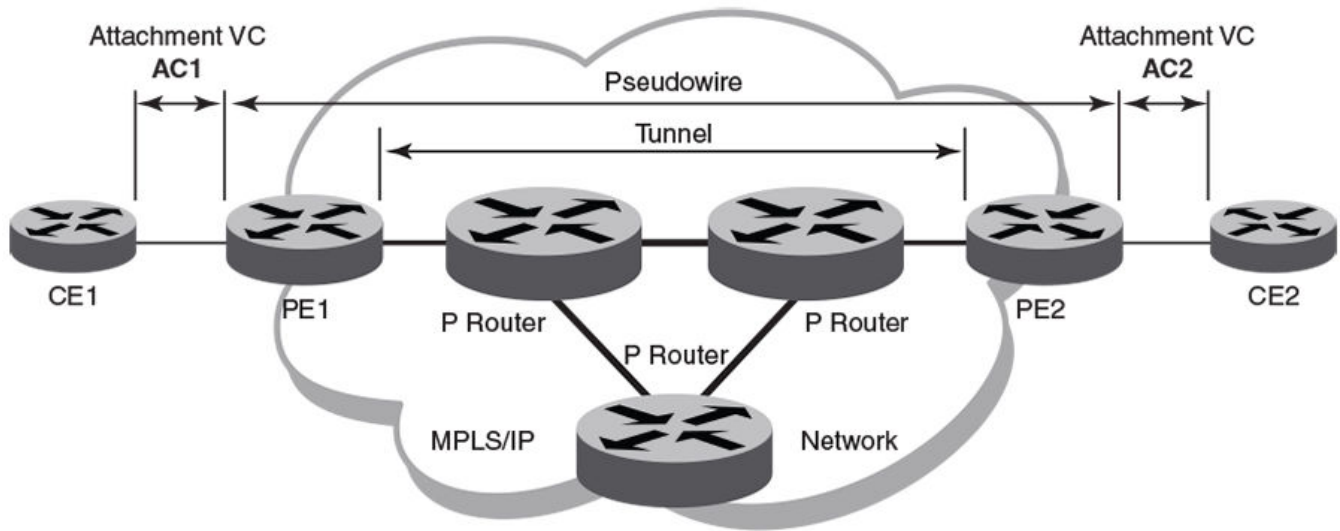 Attachment VC
AC1
Attachment VC
AC2
Pseudowire
Tunnel
CE1
PE1
P Router
P Router
P Router
PE2
CE2
MPLS/IP
Network